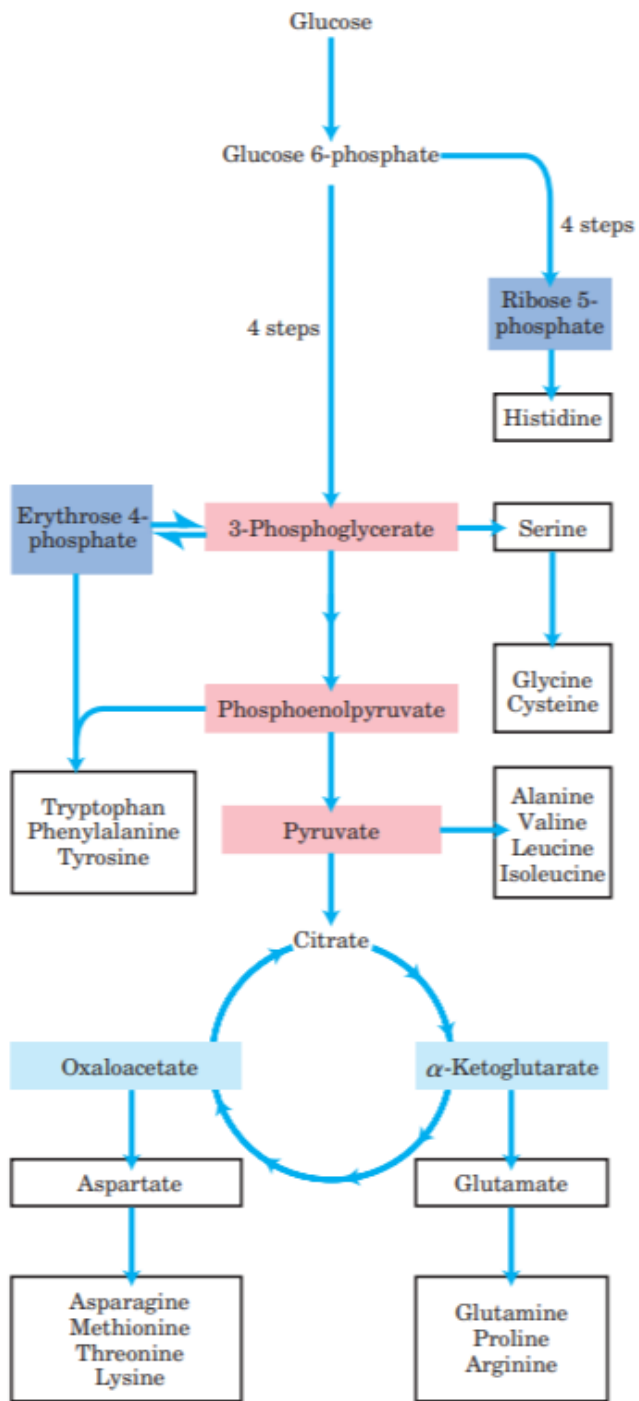 Glucose
Glucose 6-phosphate
4 steps
Ribose 5-
phosphate
4 steps
Histidine
Erythrose 4-
phosphate
3-Phosphoglycerate
Serine
Glycine
Cysteine
Phosphoenolpyruvate
Tryptophan
Phenylalanine
Tyrosine
Pyruvate
Alanine
Valine
Leucine
Isoleucine
Citrate
Oxaloacetate
α-Ketoglutarate
Aspartate
Glutamate
Asparagine
Methionine
Threonine
Lysine
Glutamine
Proline
Arginine